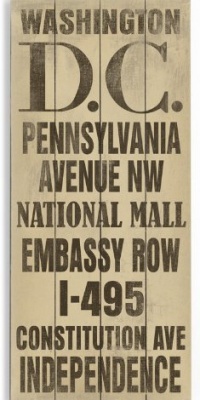 WASHINGTON
D.C.
PENNSYLVANIA
AVENUE NW
NATIONAL MALL
EMBASSY ROW
I-495
CONSTITUTION AVE
INDEPENDENCE